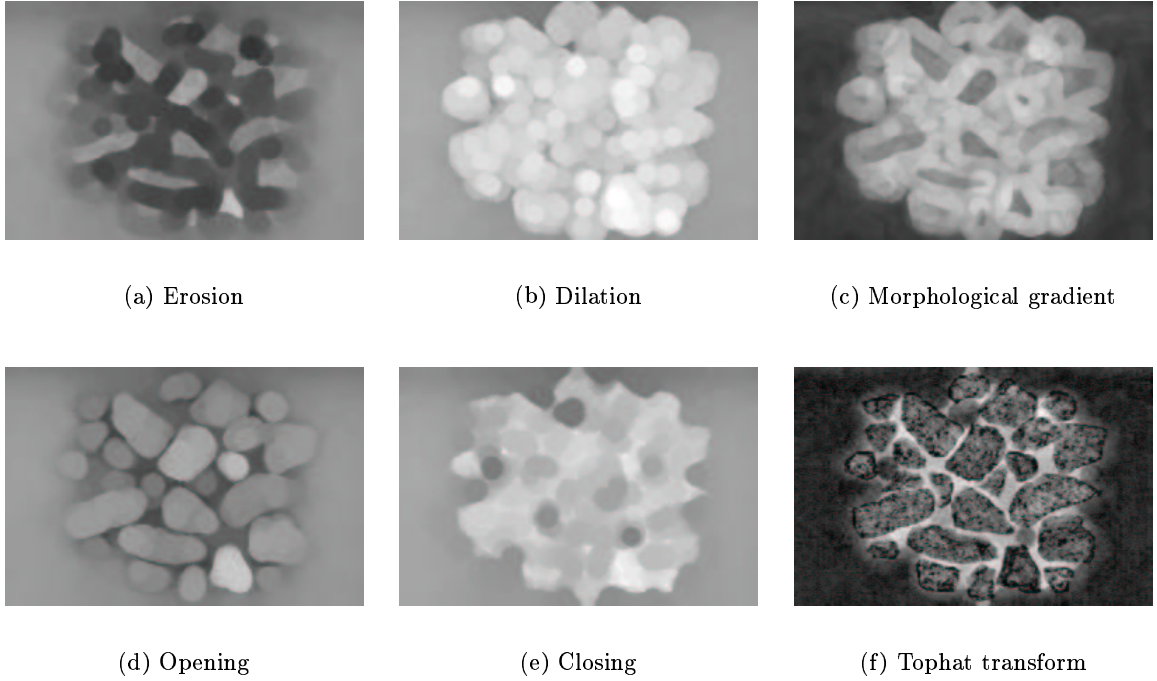 (a) Erosion
(b) Dilation
(c) Morphological gradient
(d) Opening
(e) Closing
(f) Tophat transform